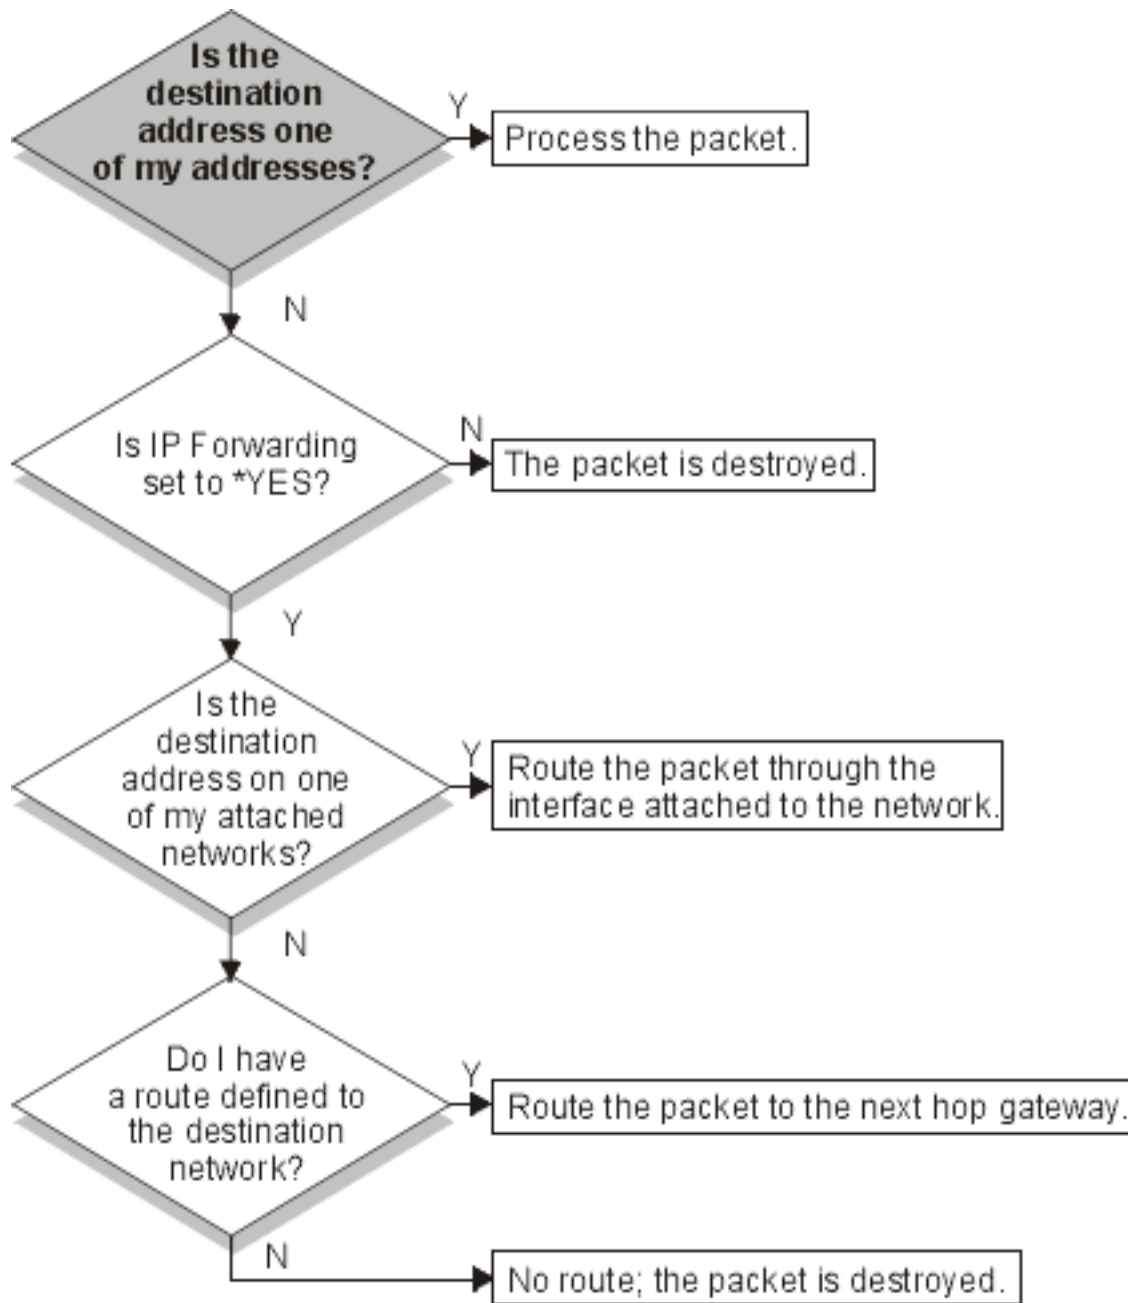 Is the
destination
address one
of my addresses?
Y
Process the packet.
N
Is IP Forwarding
set to *YES?
N
The packet is destroyed.
Y
Is the
destination
address on one
of my attached
networks?
Y
Route the packet through the
interface attached to the network.
N
Do I have
a route defined to
the destination
network?
Y
Route the packet to the next hop gateway.
N
No route; the packet is destroyed.